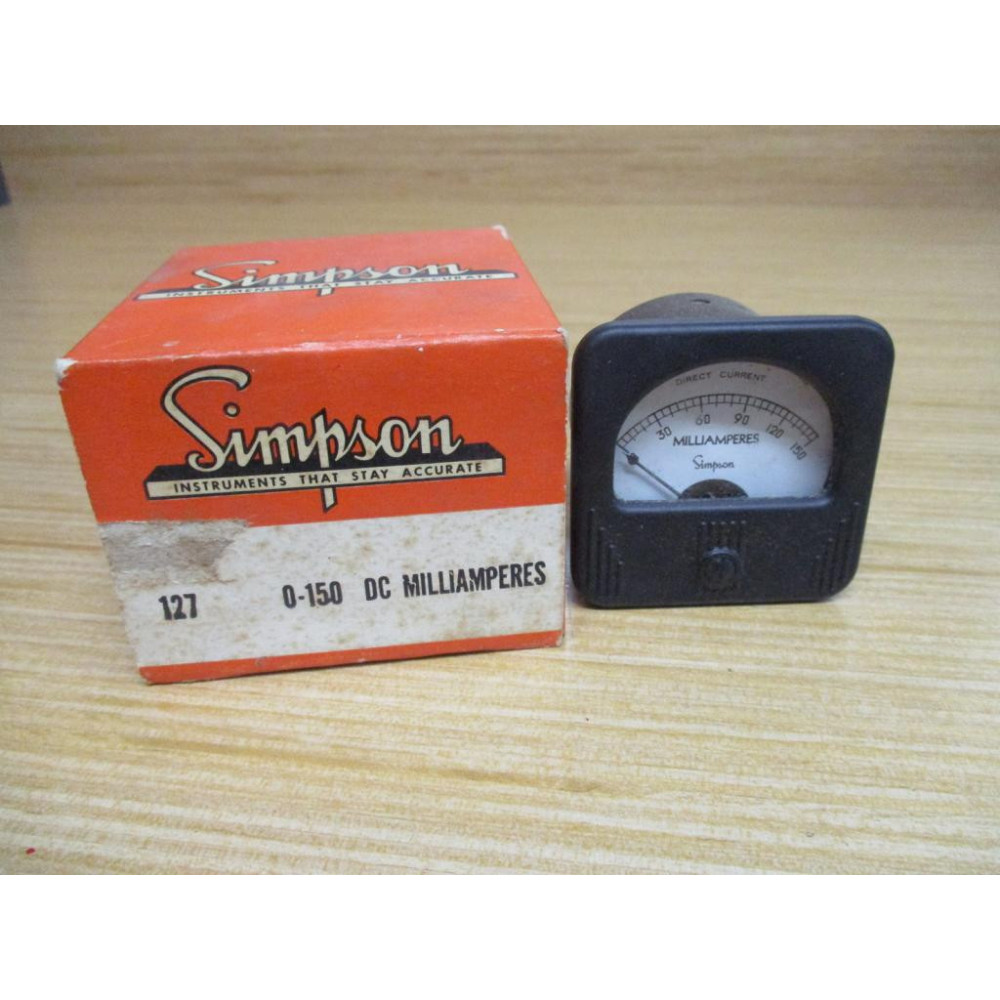 Simpson
INSTRUMENTS THAT STAY ACCURATE
Simpson
INSTRUMENTS THAT STAY ACCURATE
127 0-150 DC MILLIAMPERES
DIRECT CURRENT
30 60 90 120 150
MILLIAMPERES
Simpson